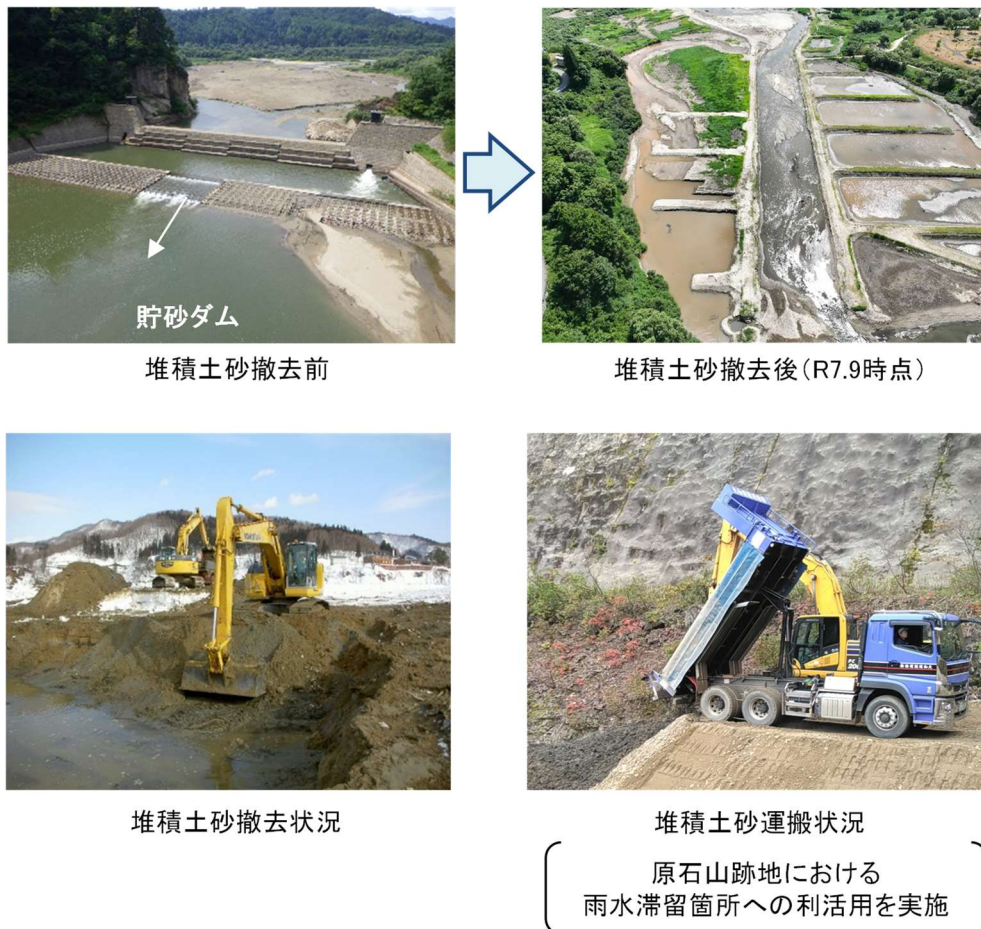 貯砂ダム
堆積土砂撤去前
堆積土砂撤去後（R7.9時点）
堆積土砂撤去状況
堆積土砂運搬状況
原石山跡地における
雨水滞留箇所への利活用を実施